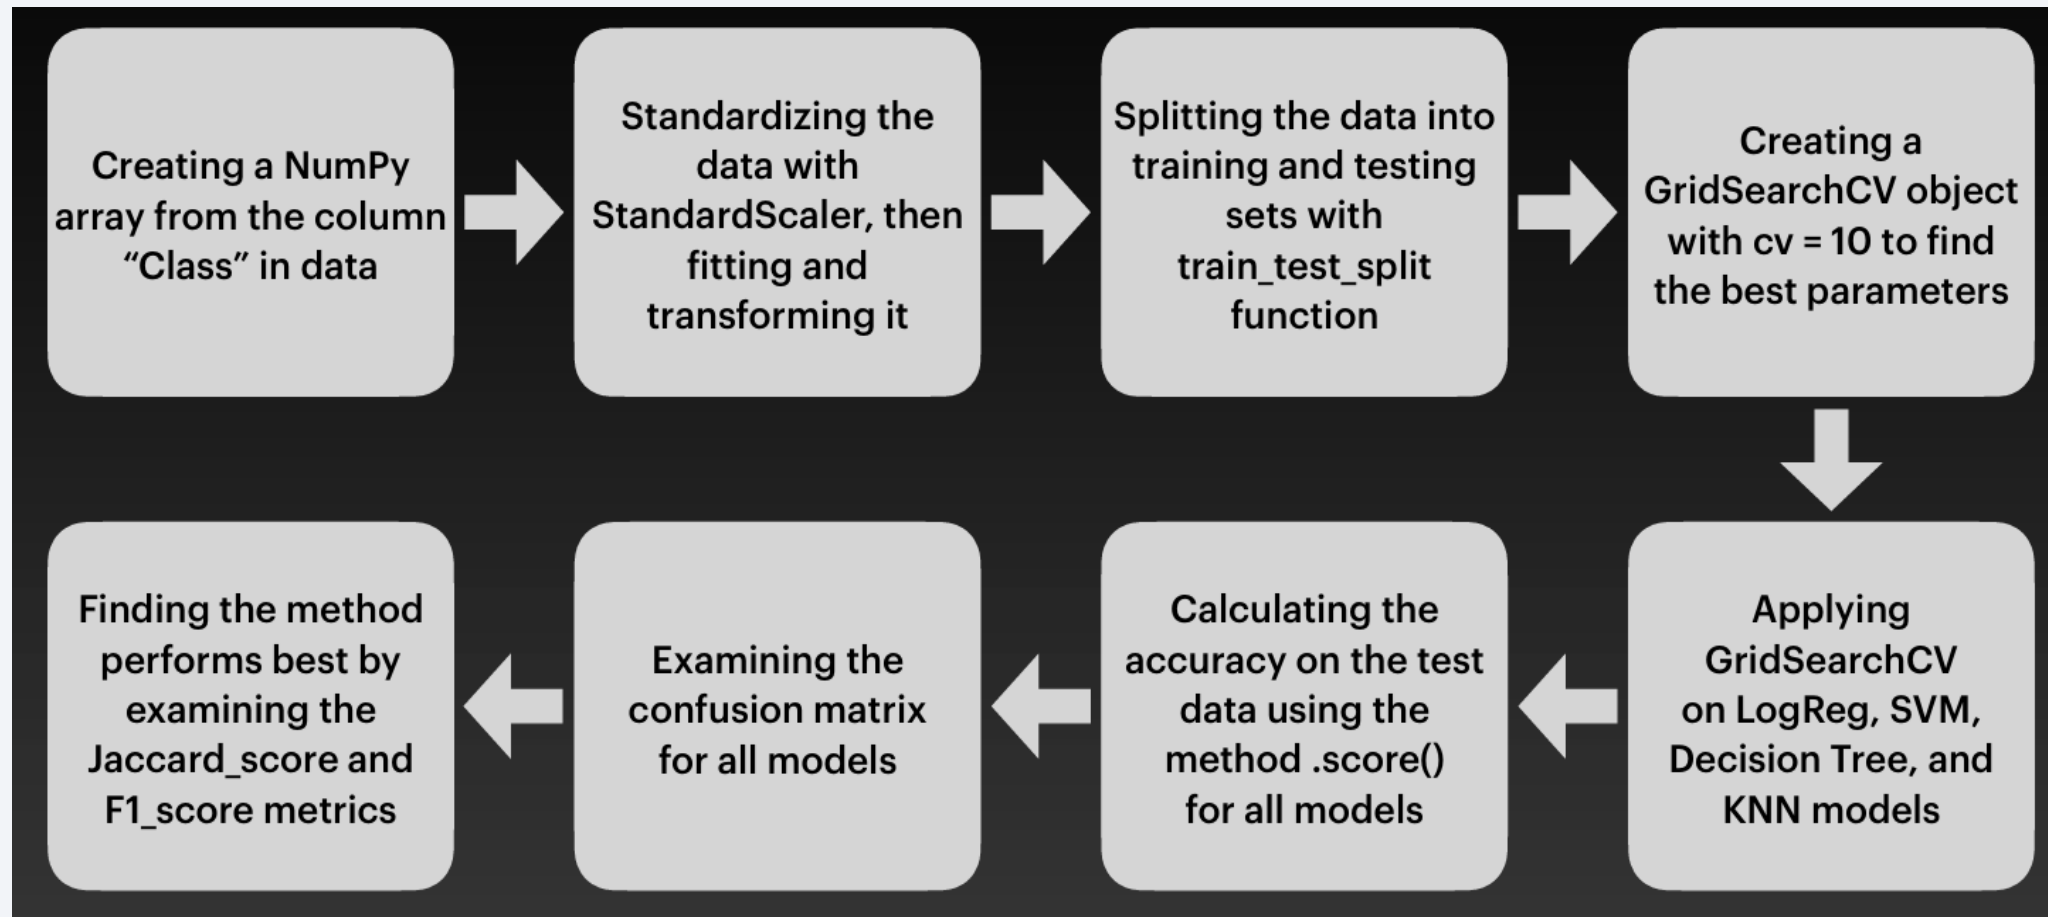 Creating a NumPy
array from the column
“Class” in data
Standardizing the
data with
StandardScaler, then
fitting and
transforming it
Splitting the data into
training and testing
sets with
train_test_split
function
Creating a
GridSearchCV object
with cv = 10 to find
the best parameters
Applying
GridSearchCV
on LogReg, SVM,
Decision Tree, and
KNN models
Calculating the
accuracy on the test
data using the
method .score()
for all models
Examining the
confusion matrix
for all models
Finding the method
performs best by
examining the
Jaccard_score and
F1_score metrics